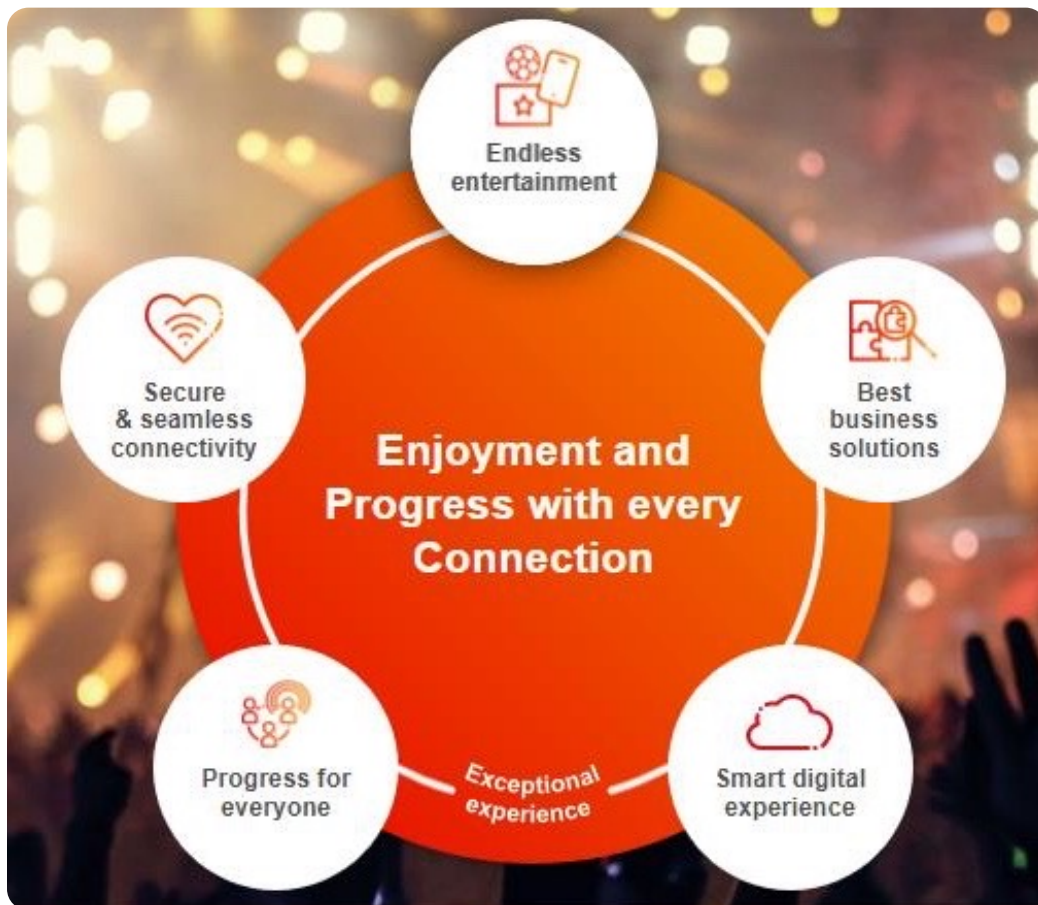 Endless
entertainment
Secure
& seamless
connectivity
Best
business
solutions
Enjoyment and
Progress with every
Connection
Progress for
everyone
Exceptional
experience
Smart digital
experience